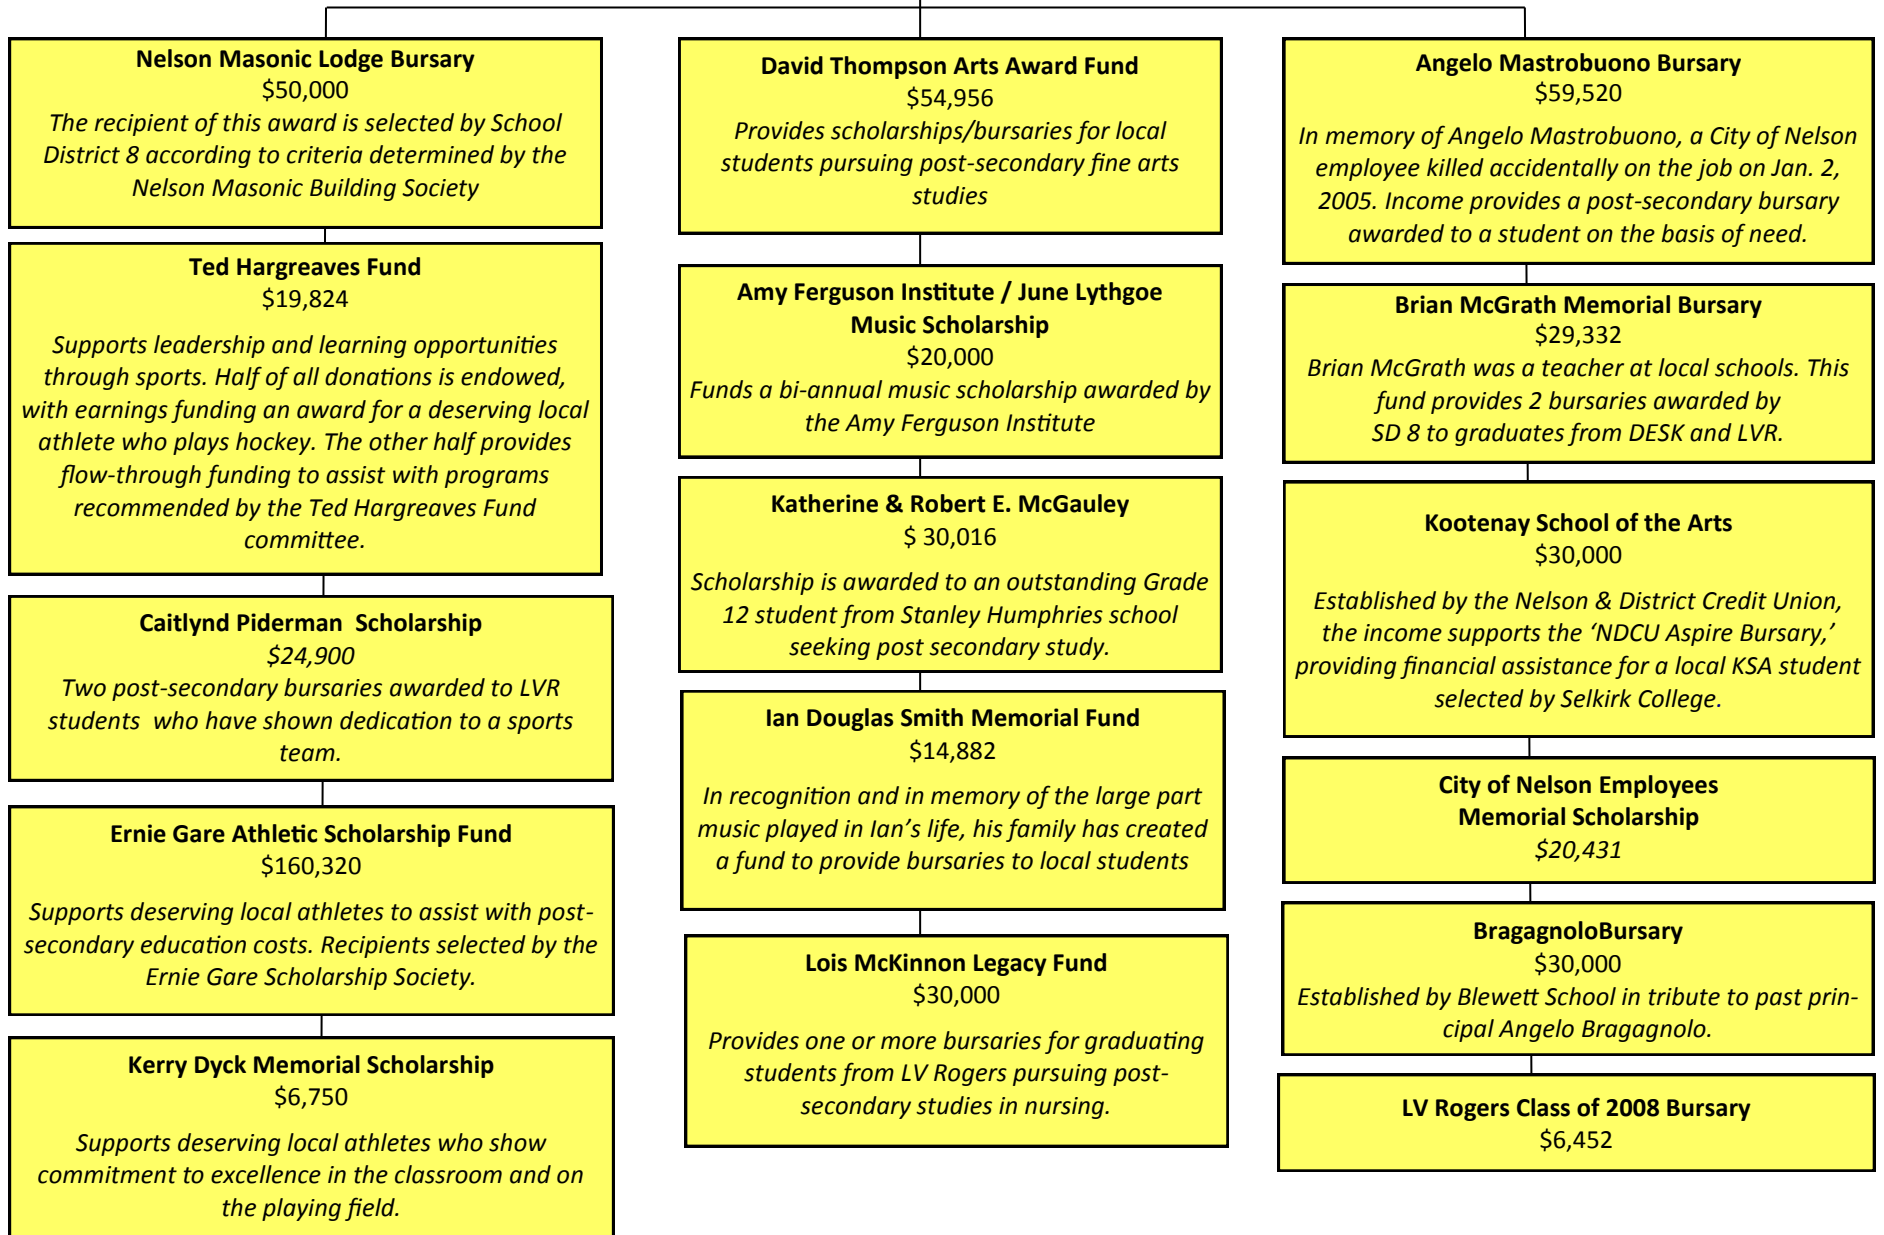 Nelson Masonic Lodge Bursary
$50,000
The recipient of this award is selected by School
District 8 according to criteria determined by the
Nelson Masonic Building Society
Ted Hargreaves Fund
$19,824
Supports leadership and learning opportunities
through sports. Half of all donations is endowed,
with earnings funding an award for a deserving local
athlete who plays hockey. The other half provides
flow-through funding to assist with programs
recommended by the Ted Hargreaves Fund
committee.
Caitlynd Piderman  Scholarship
$24,900
Two post-secondary bursaries awarded to LVR
students  who have shown dedication to a sports
team.
Ernie Gare Athletic Scholarship Fund
$160,320
Supports deserving local athletes to assist with post-
secondary education costs. Recipients selected by the
Ernie Gare Scholarship Society.
Kerry Dyck Memorial Scholarship
$6,750
Supports deserving local athletes who show
commitment to excellence in the classroom and on
the playing field.
David Thompson Arts Award Fund
$54,956
Provides scholarships/bursaries for local
students pursuing post-secondary fine arts
studies
Amy Ferguson Institute / June Lythgoe
Music Scholarship
$20,000
Funds a bi-annual music scholarship awarded by
the Amy Ferguson Institute
Katherine & Robert E. McGauley
$ 30,016
Scholarship is awarded to an outstanding Grade
12 student from Stanley Humphries school
seeking post secondary study.
Ian Douglas Smith Memorial Fund
$14,882
In recognition and in memory of the large part
music played in Ian's life, his family has created
a fund to provide bursaries to local students
Lois McKinnon Legacy Fund
$30,000
Provides one or more bursaries for graduating
students from LV Rogers pursuing post-
secondary studies in nursing.
Angelo Mastrobuono Bursary
$59,520
In memory of Angelo Mastrobuono, a City of Nelson
employee killed accidentally on the job on Jan. 2,
2005. Income provides a post-secondary bursary
awarded to a student on the basis of need.
Brian McGrath Memorial Bursary
$29,332
Brian McGrath was a teacher at local schools. This
fund provides 2 bursaries awarded by
SD 8 to graduates from DESK and LVR.
Kootenay School of the Arts
$30,000
Established by the Nelson & District Credit Union,
the income supports the ‘NDCU Aspire Bursary,’
providing financial assistance for a local KSA student
selected by Selkirk College.
City of Nelson Employees
Memorial Scholarship
$20,431
BragagnoloBursary
$30,000
Established by Blewett School in tribute to past prin-
cipal Angelo Bragagnolo.
LV Rogers Class of 2008 Bursary
$6,452